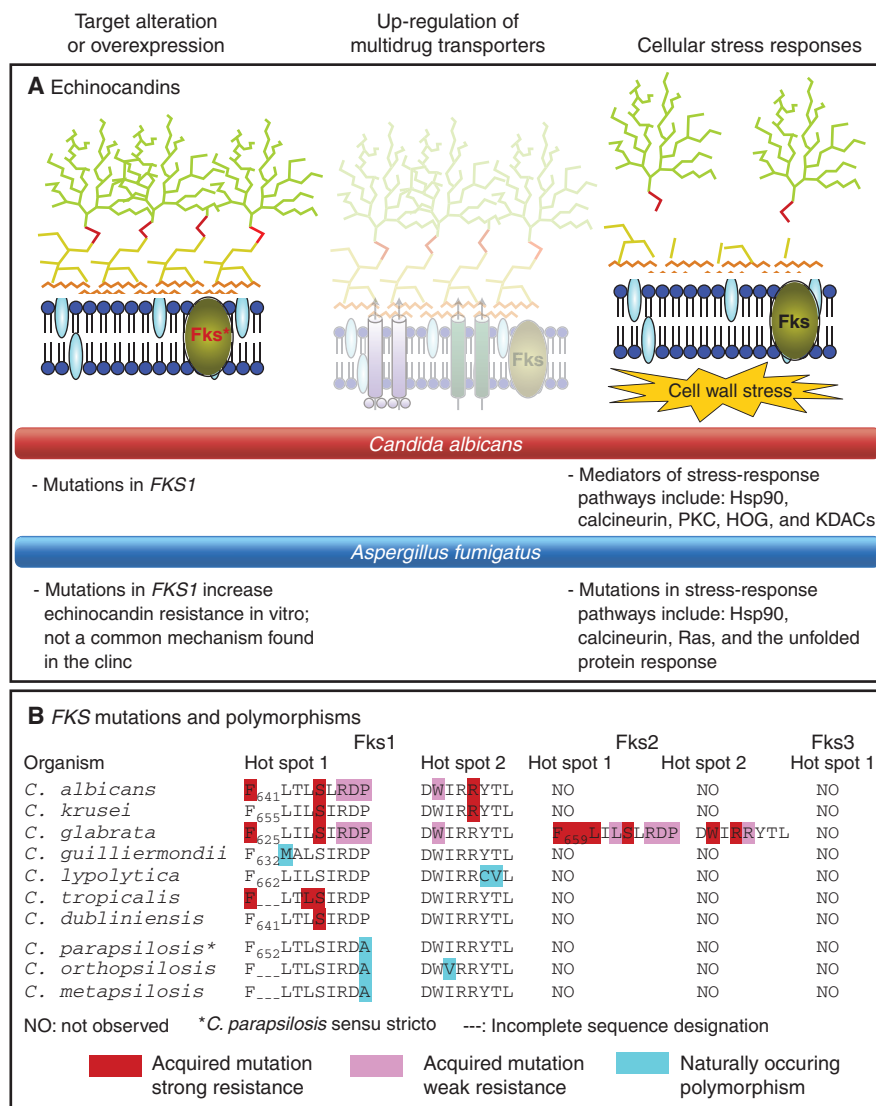 Target alteration
or overexpression
Up-regulation of
multidrug transporters
Cellular stress responses
A Echinocandins
Fks*
Fks
Fks
Cell wall stress
Candida albicans
- Mutations in FKS1
- Mediators of stress-response
pathways include: Hsp90,
calcineurin, PKC, HOG, and KDACs
Aspergillus fumigatus
- Mutations in FKS1 increase
echinocandin resistance in vitro;
not a common mechanism found
in the clinc
- Mutations in stress-response
pathways include: Hsp90,
calcineurin, Ras, and the unfolded
protein response
B FKS mutations and polymorphisms
Fks1 Fks2 Fks3
Organism Hot spot 1 Hot spot 2 Hot spot 1 Hot spot 2 Hot spot 1
C. albicans F641LTLSLRDP DWIRRYTL NO NO NO
C. krusei F655LILSIRDP DWIRRYTL NO NO NO
C. glabrata F625LILSIRDP DWIRRYTL F659LILSLRDP DWIRRYTL NO
C. guilliermondii F632MALSIRDP DWIRRYTL NO NO NO
C. lypolytica F662LILSIRDP DWIRRCVL NO NO NO
C. tropicalis F---LTLSIRDP DWIRRYTL NO NO NO
C. dubliniensis F641LTLSIRDP DWIRRYTL NO NO NO
C. parapsilosis* F652LTLSIRDA DWIRRYTL NO NO NO
C. orthopsilosis F---LTLSIRDA DWVRRYTL NO NO NO
C. metapsilosis F---LTLSIRDA DWIRRYTL NO NO NO
NO: not observed *C. parapsilosis sensu stricto ---: Incomplete sequence designation
Acquired mutation
strong resistance
Acquired mutation
weak resistance
Naturally occuring
polymorphism